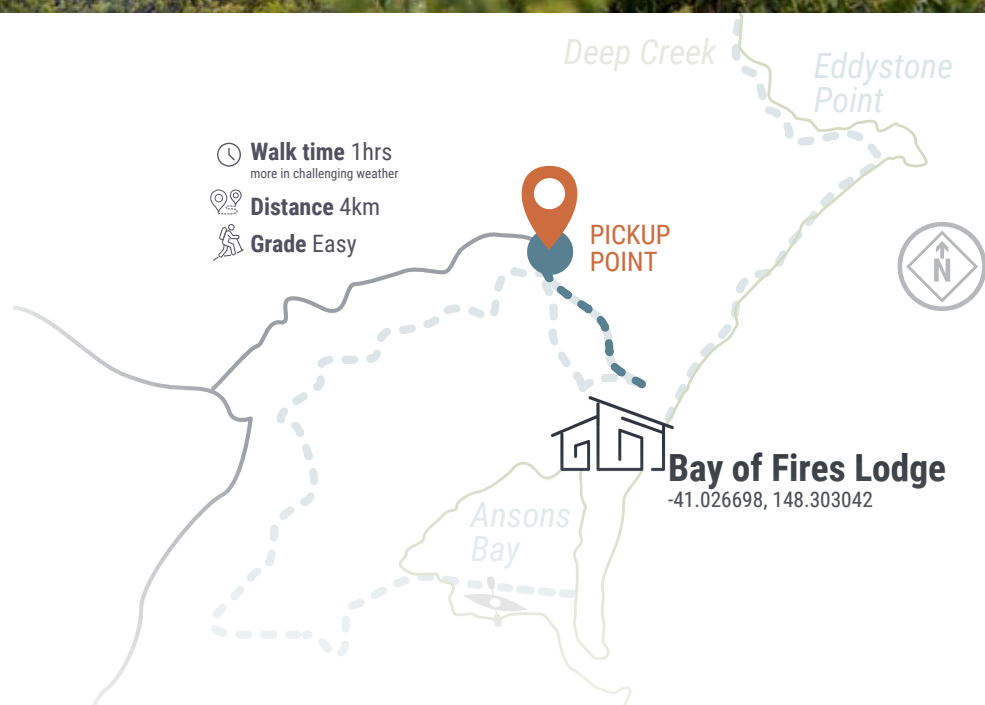 Deep Creek
Eddystone
Point
Walk time 1hrs
more in challenging weather
Distance 4km
Grade Easy
PICKUP
POINT
N
Bay of Fires Lodge
-41.026698, 148.303042
Ansons
Bay